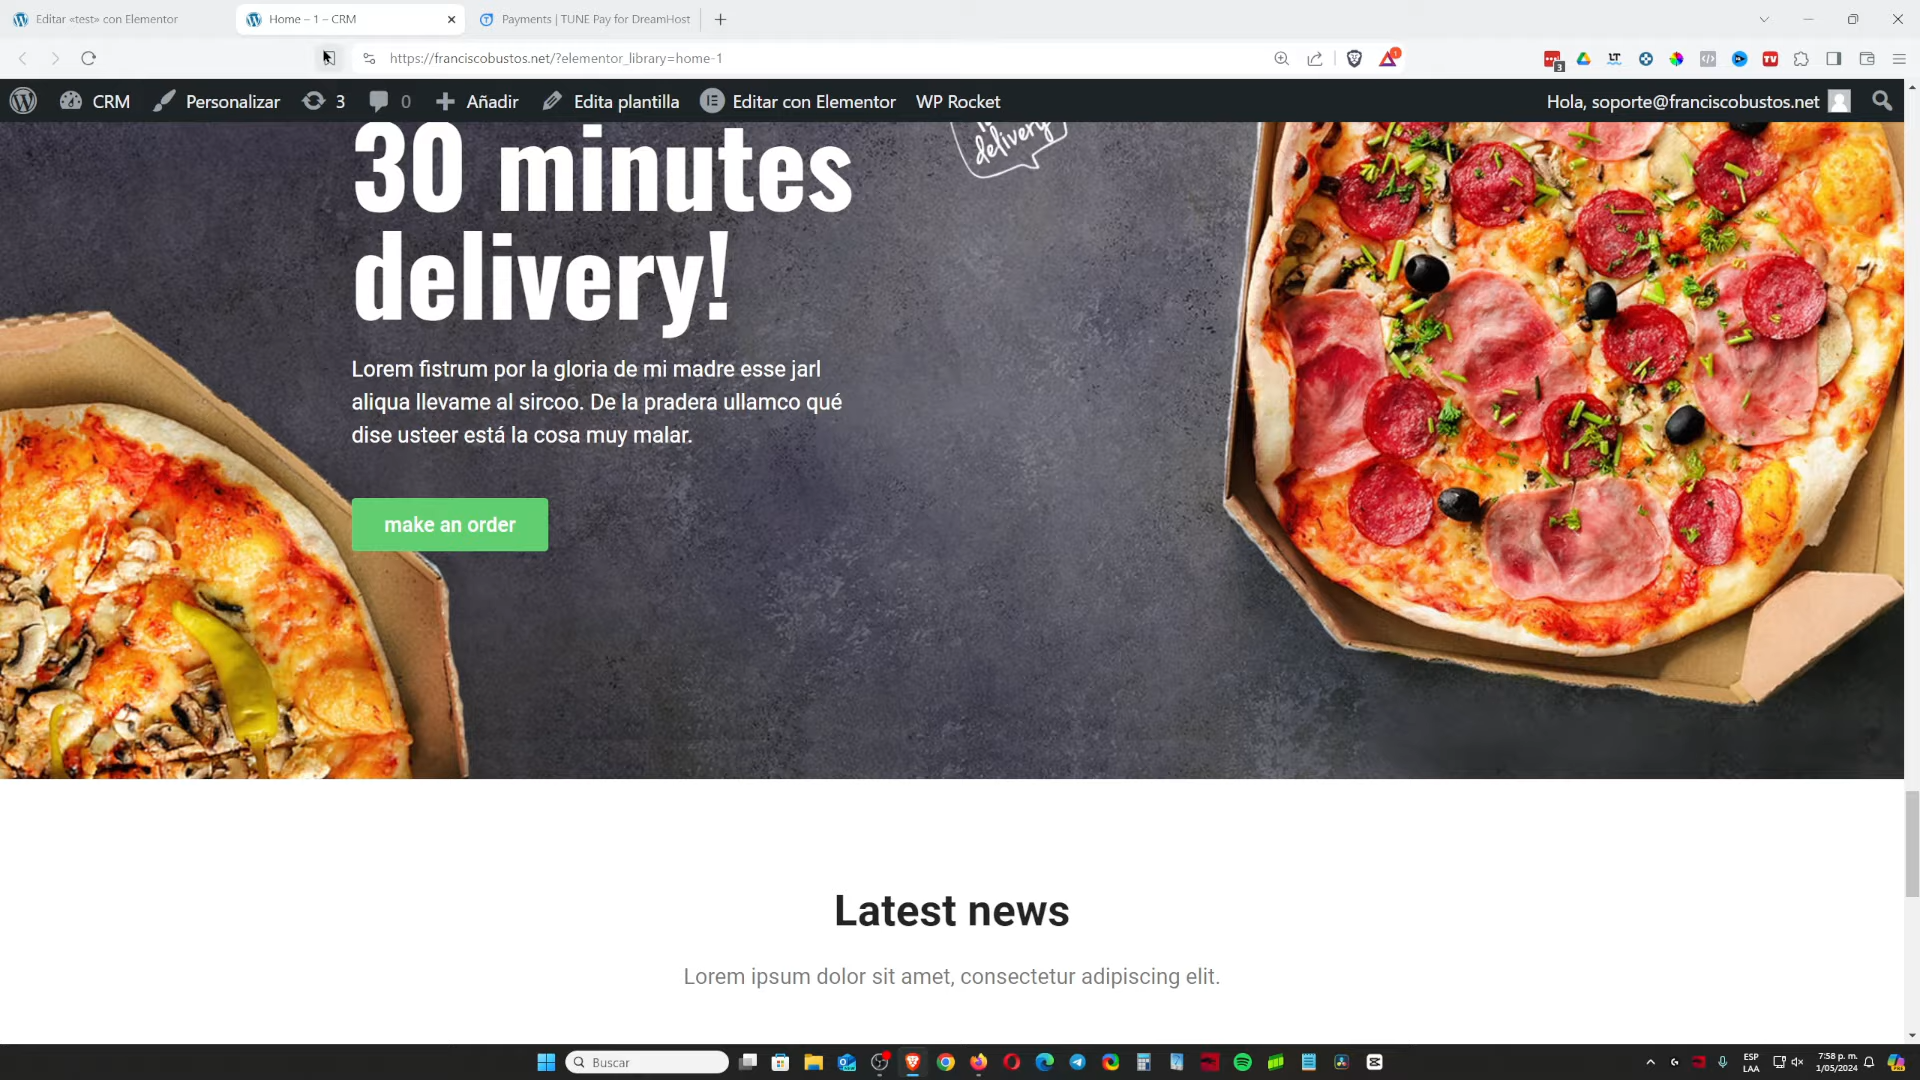 Editar «test» con Elementor
Home – 1 – CRM
Payments | TUNE Pay for DreamHost
https://franciscobustos.net/?elementor_library=home-1
1
3
LT
TV
CRM
Personalizar
3
0
Añadir
Edita plantilla
Editar con Elementor
WP Rocket
Hola, soporte@franciscobustos.net
30 minutes
delivery!
delivery
Lorem fistrum por la gloria de mi madre esse jarl
aliqua llevame al sircoo. De la pradera ullamco qué
dise usteer está la cosa muy malar.
make an order
Latest news
Lorem ipsum dolor sit amet, consectetur adipiscing elit.
Buscar
ESP
LAA
7:58 p. m.
1/05/2024